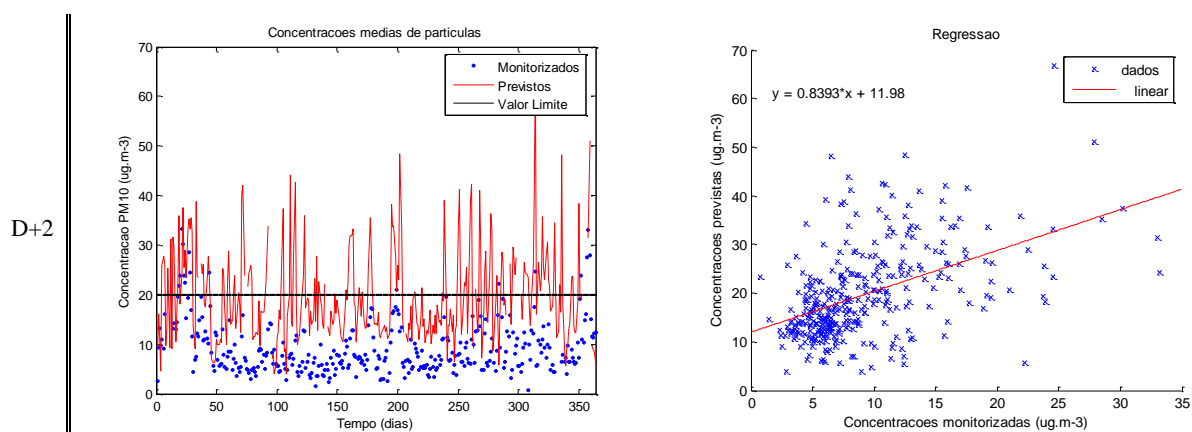 D+2
Concentracoes medias de particulas
Concentracao PM10 (ug.m-3)
70
60
50
40
30
20
10
0
Monitorizados
Previstos
Valor Limite
0 50 100 150 200 250 300 350
Tempo (dias)
Regressao
Concentracoes previstas (ug.m-3)
70
60
50
40
30
20
10
0
y = 0.8393*x + 11.98
dados
linear
0 5 10 15 20 25 30 35
Concentracoes monitorizadas (ug.m-3)